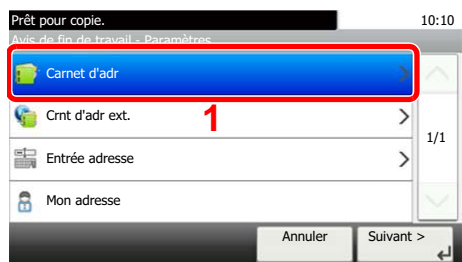 Prêt pour copie. 10:10
Avis de fin de travail - Paramètres
Carnet d'adr
Crnt d'adr ext.
1
1/1
Entrée adresse
Mon adresse
Annuler Suivant >